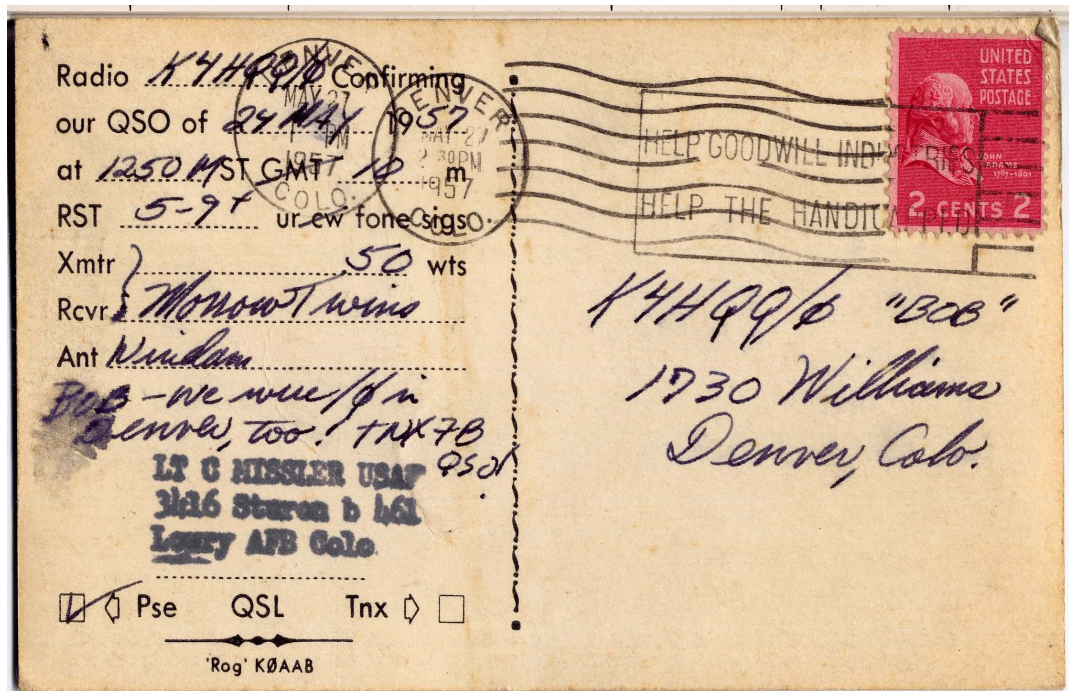 Radio K4HQQ/Ø Confirming
our QSO of 24 MAY 1957
at 1250 MST GMT 10 m
RST 5-9+ ur cw fone sigs
Xmtr 50 wts
Rcvr Morrow Twins
Ant Windom
BOB - we were /Ø in
Denver, too! TNX FB
QSO!
LT C MISSLER USAF
3416 Sturon b 461
Lowry AFB Colo
Pse QSL Tnx
'Rog' KØAAB
DENVER
MAY 27
PM
1957
COLO.
DENVER
MAY 27
2 30PM
1957
COLO.
HELP GOODWILL INDUSTRIES
HELP THE HANDICAPPED
UNITED
STATES
POSTAGE
JOHN
ADAMS
1797-1801
2 CENTS 2
K4HQQ/Ø "BOB"
1730 Williams
Denver, Colo.